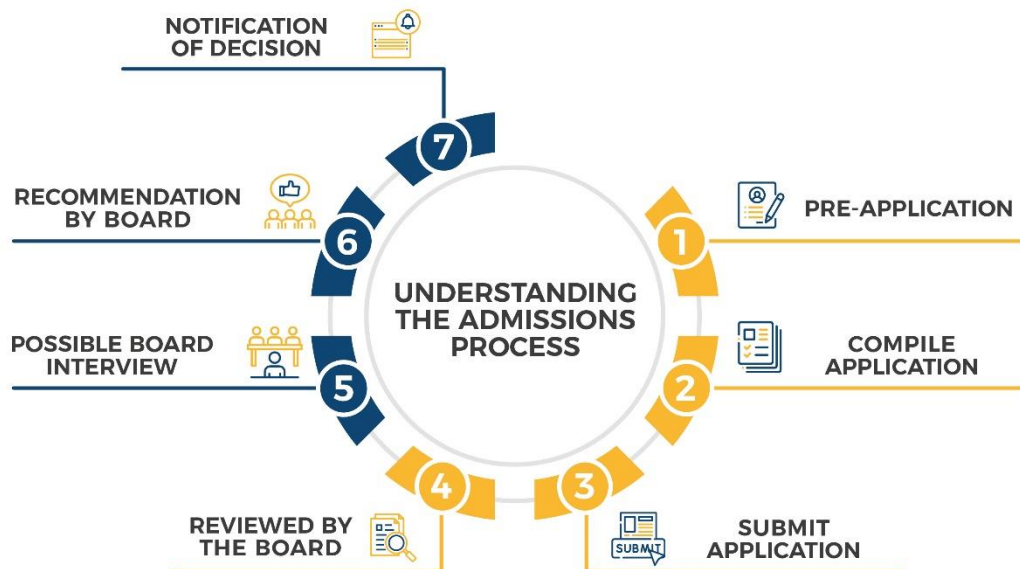 UNDERSTANDING
THE ADMISSIONS
PROCESS
1
PRE-APPLICATION
2
COMPILE
APPLICATION
3
SUBMIT
SUBMIT
APPLICATION
4
REVIEWED BY
THE BOARD
5
POSSIBLE BOARD
INTERVIEW
6
RECOMMENDATION
BY BOARD
7
NOTIFICATION
OF DECISION